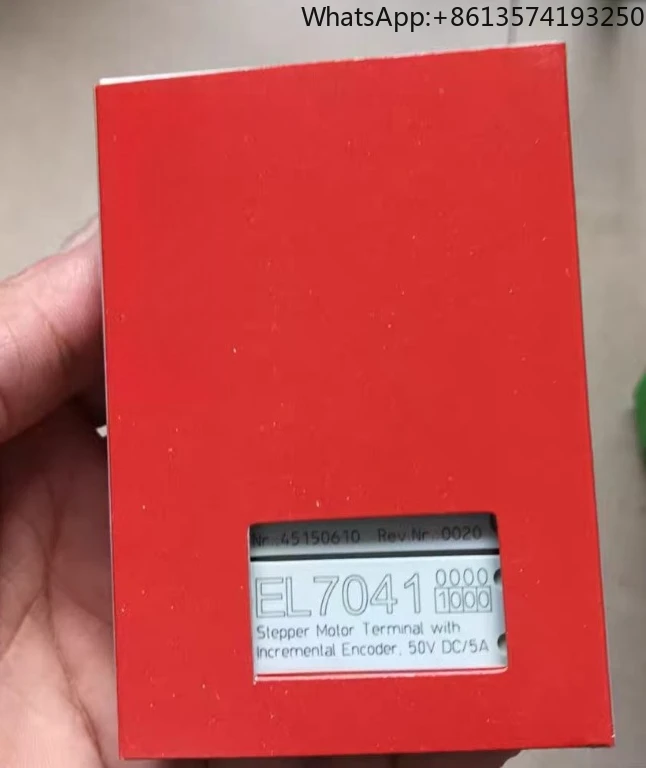 WhatsApp:+8613574193250
Nr.:45150610 Rev.Nr.:0020
EL7041 0000
1000
Stepper Motor Terminal with
Incremental Encoder, 50V DC/5A